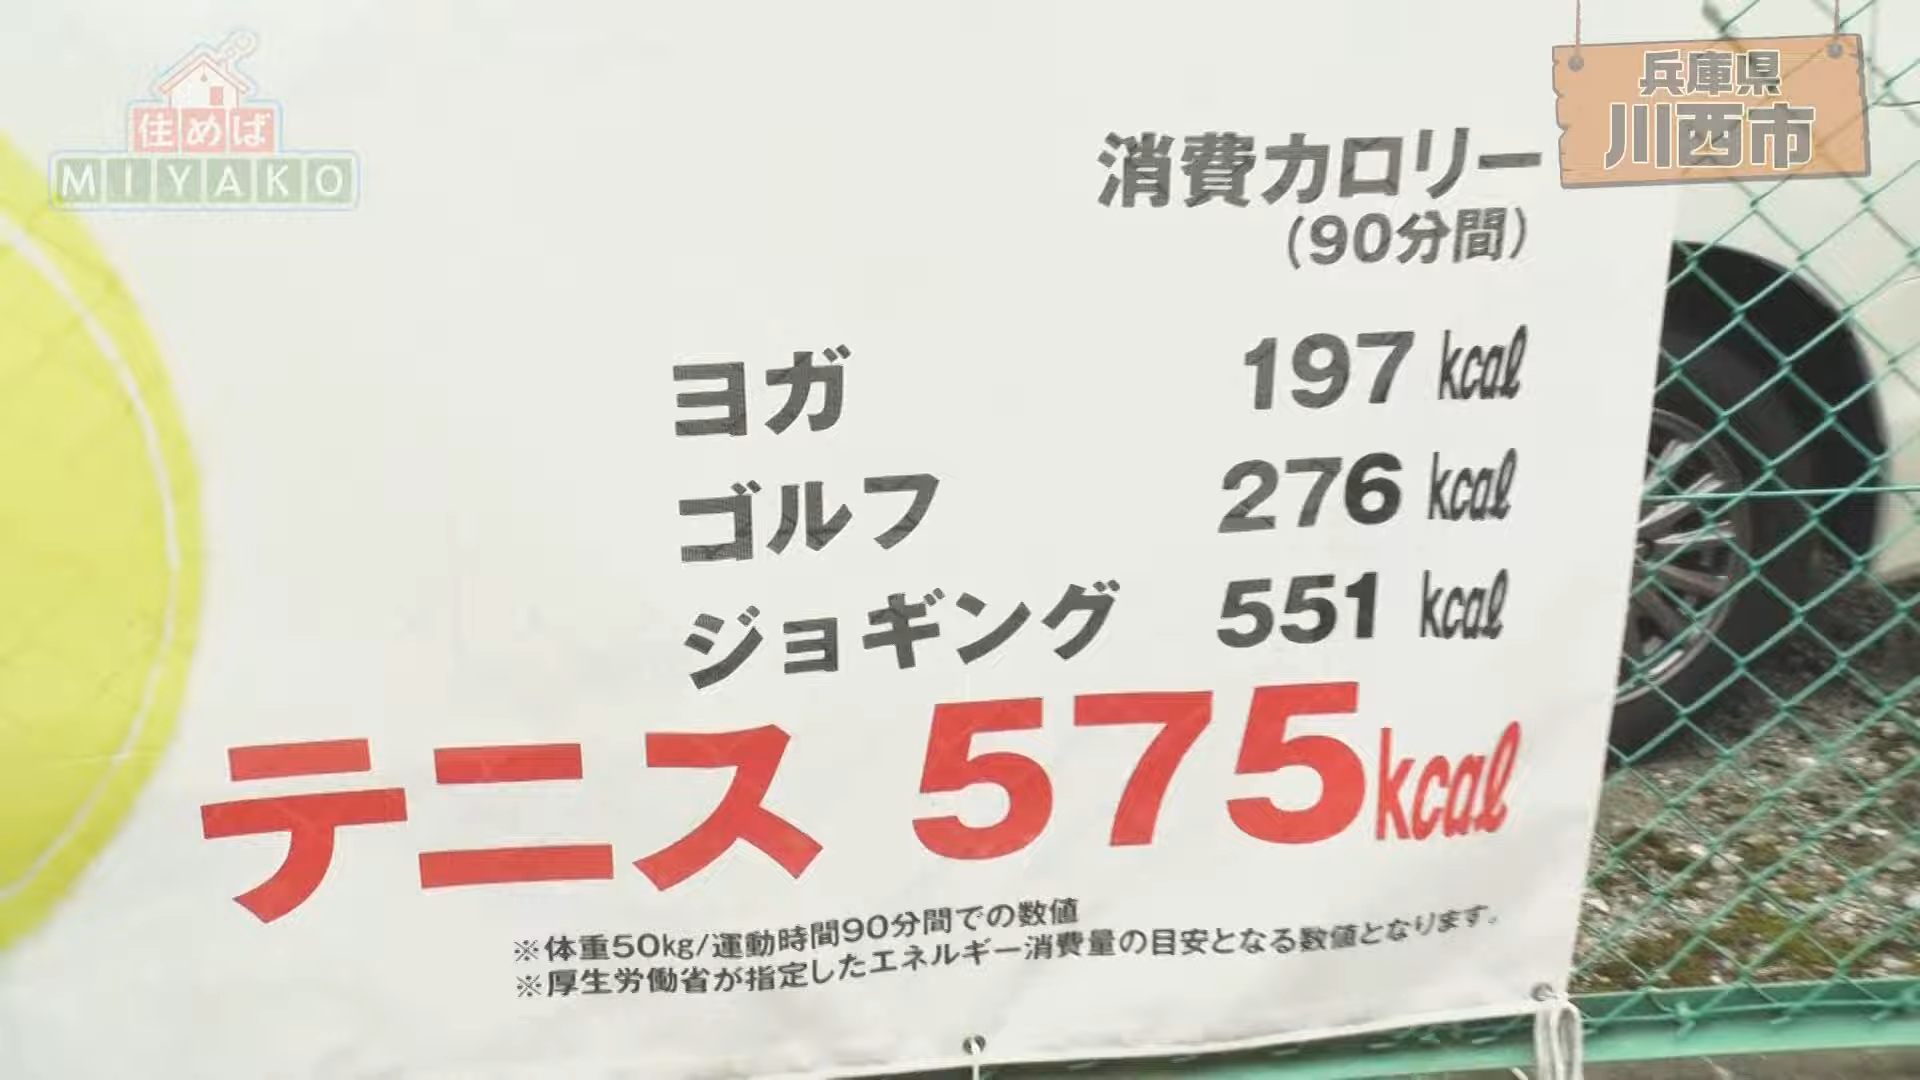 住めば
MIYAKO
兵庫県
川西市
消費カロリー
(90分間)
ヨガ 197 kcal
ゴルフ 276 kcal
ジョギング 551 kcal
テニス 575kcal
※体重50kg/運動時間90分間での数値
※厚生労働省が指定したエネルギー消費量の目安となる数値となります。